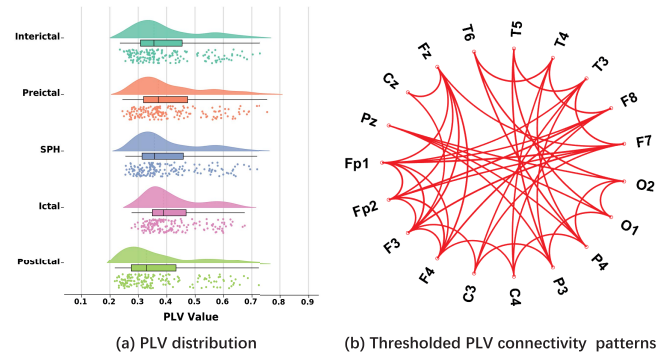 Interictal
Preictal
SPH
Ictal
Postictal
0.1 0.2 0.3 0.4 0.5 0.6 0.7 0.8 0.9
PLV Value
(a) PLV distribution
T5
T6
T4
Fz
T3
Cz
F8
Pz
F7
Fp1
O2
Fp2
O1
F3
P4
F4
P3
C3
C4
(b) Thresholded PLV connectivity patterns